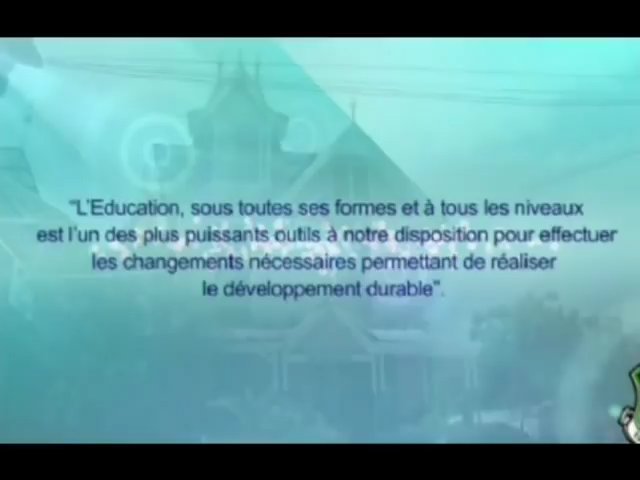 “L’Education, sous toutes ses formes et à tous les niveaux
est l’un des plus puissants outils à notre disposition pour effectuer
les changements nécessaires permettant de réaliser
le développement durable”.